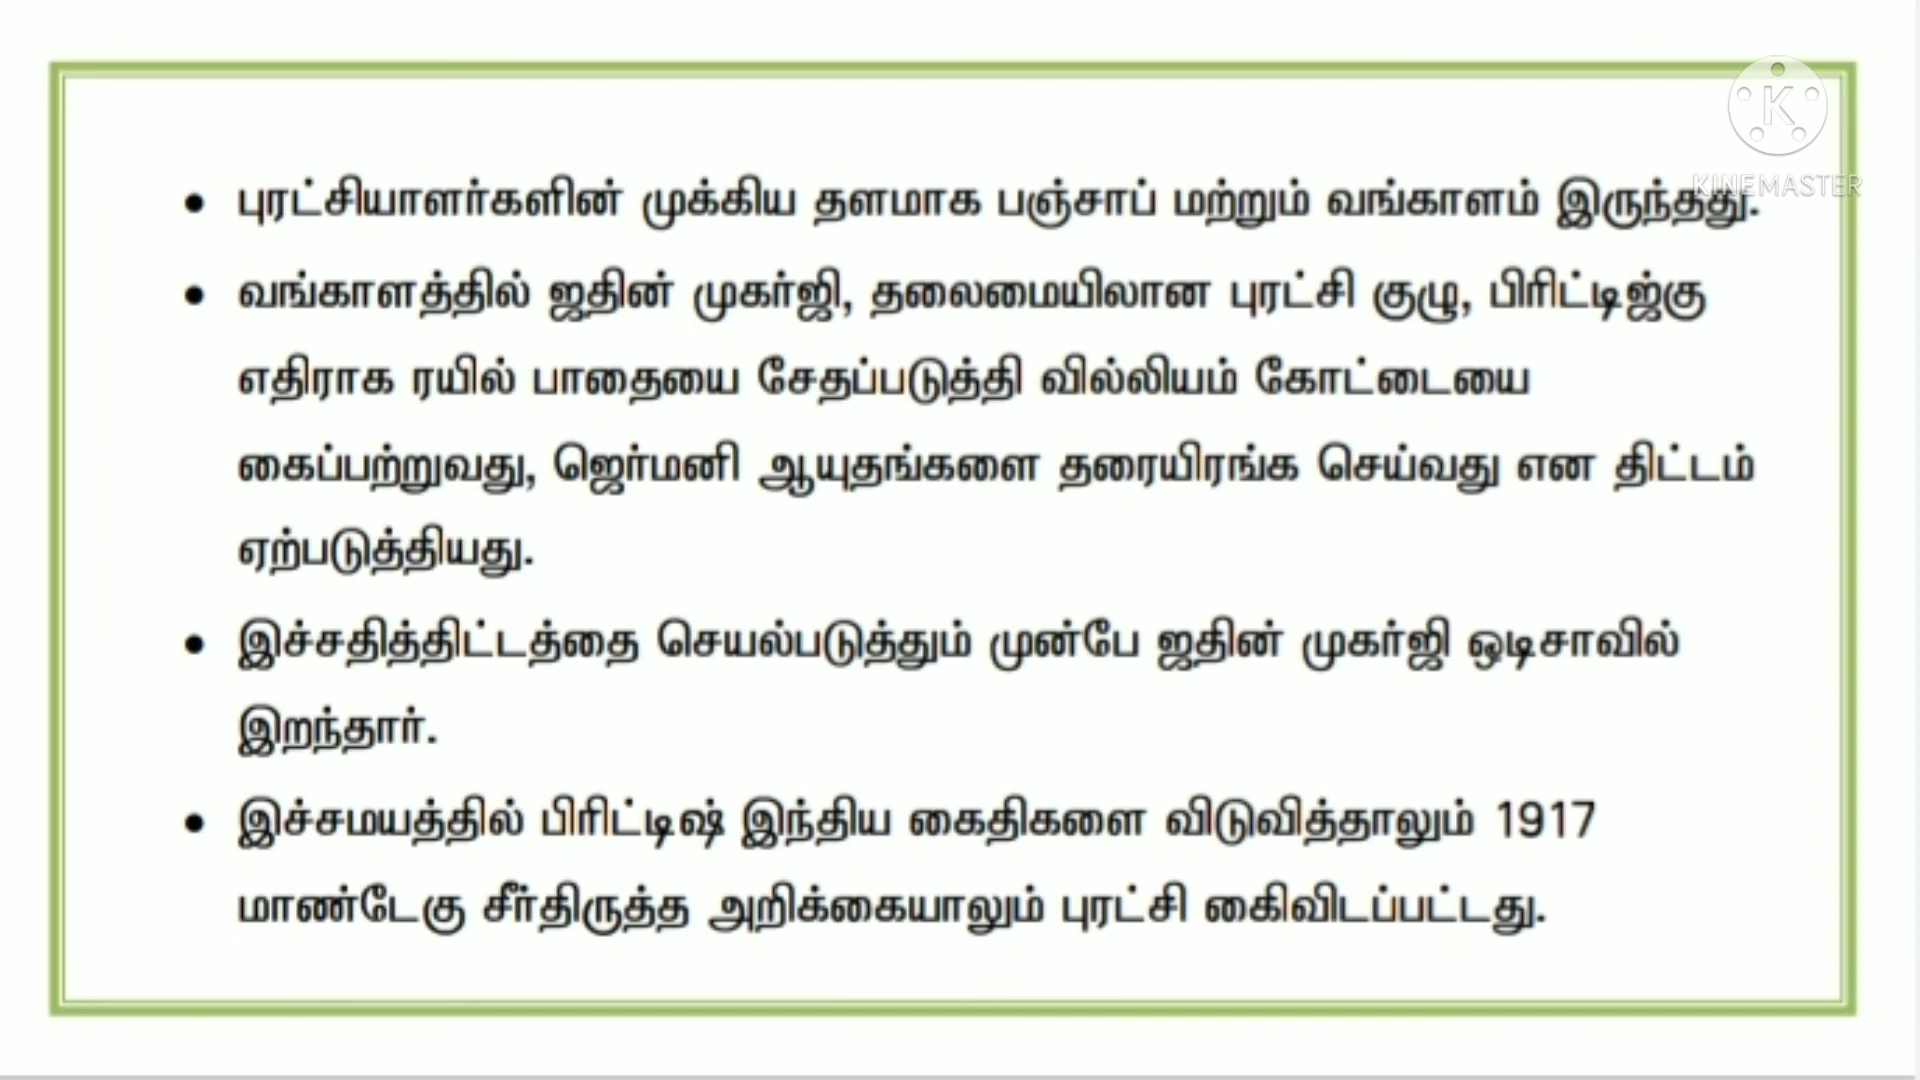 K
KINEMASTER
• புரட்சியாளர்களின் முக்கிய தளமாக பஞ்சாப் மற்றும் வங்காளம் இருந்தது.
• வங்காளத்தில் ஜதின் முகர்ஜி, தலைமையிலான புரட்சி குழு, பிரிட்டிஜ்கு
எதிராக ரயில் பாதையை சேதப்படுத்தி வில்லியம் கோட்டையை
கைப்பற்றுவது, ஜெர்மனி ஆயுதங்களை தரையிரங்க செய்வது என திட்டம்
ஏற்படுத்தியது.
• இச்சதித்திட்டத்தை செயல்படுத்தும் முன்பே ஜதின் முகர்ஜி ஒடிசாவில்
இறந்தார்.
• இச்சமயத்தில் பிரிட்டிஷ் இந்திய கைதிகளை விடுவித்தாலும் 1917
மாண்டேகு சீர்திருத்த அறிக்கையாலும் புரட்சி கைிவிடப்பட்டது.